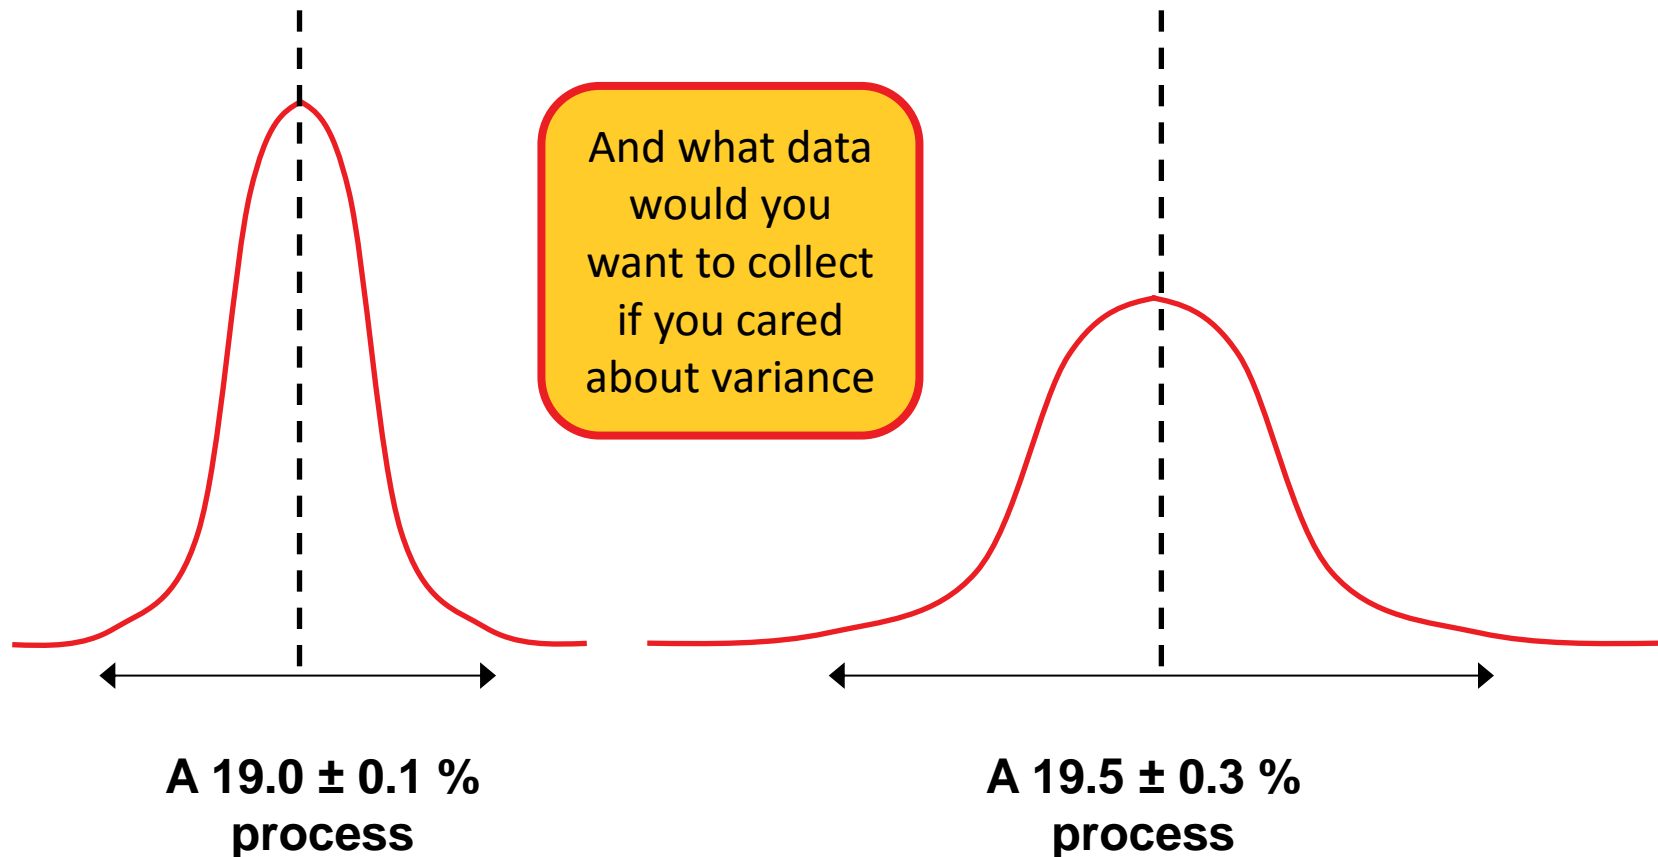 And what data
would you
want to collect
if you cared
about variance
A 19.0 ± 0.1 %
process
A 19.5 ± 0.3 %
process